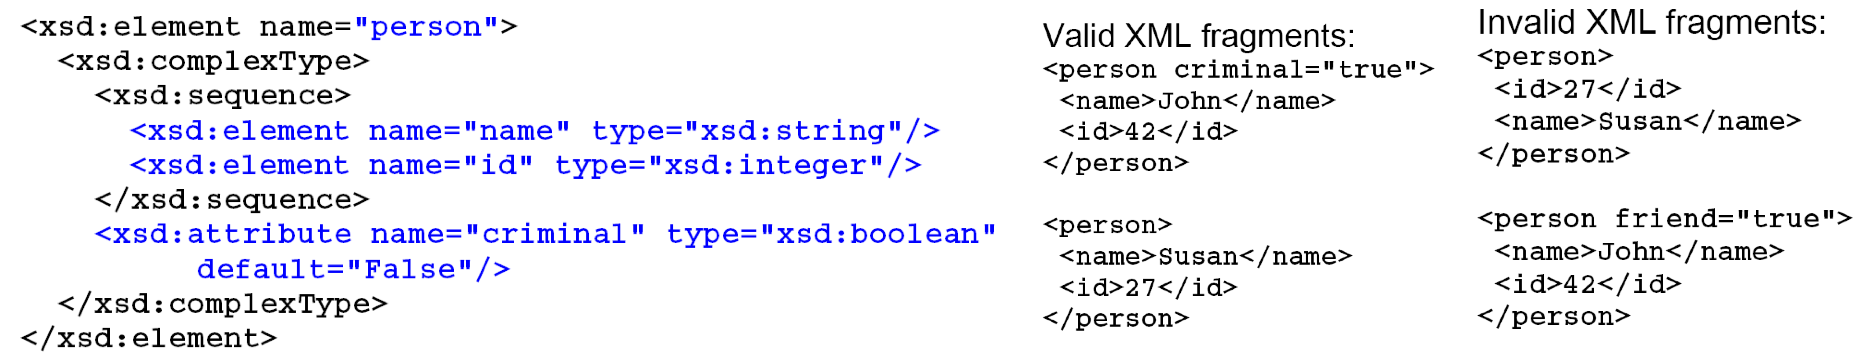 <xsd:element name="person">
<xsd:complexType>
<xsd:sequence>
<xsd:element name="name" type="xsd:string"/>
<xsd:element name="id" type="xsd:integer"/>
</xsd:sequence>
<xsd:attribute name="criminal" type="xsd:boolean"
default="False"/>
</xsd:complexType>
</xsd:element>
Valid XML fragments:
<person criminal="true">
<name>John</name>
<id>42</id>
</person>
<person>
<name>Susan</name>
<id>27</id>
</person>
Invalid XML fragments:
<person>
<id>27</id>
<name>Susan</name>
</person>
<person friend="true">
<name>John</name>
<id>42</id>
</person>